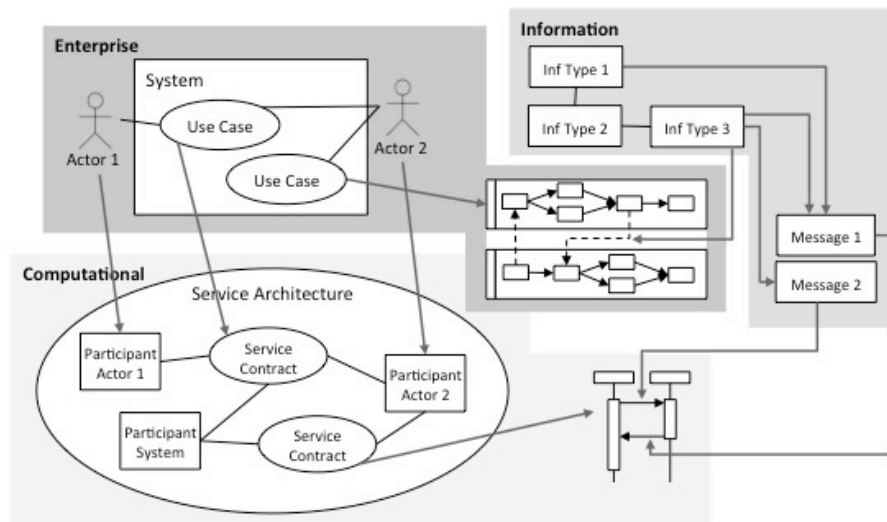 Enterprise
System
Use Case
Use Case
Actor 1
Actor 2
Information
Inf Type 1
Inf Type 2
Inf Type 3
Message 1
Message 2
Computational
Service Architecture
Participant
Actor 1
Service
Contract
Participant
Actor 2
Participant
System
Service
Contract